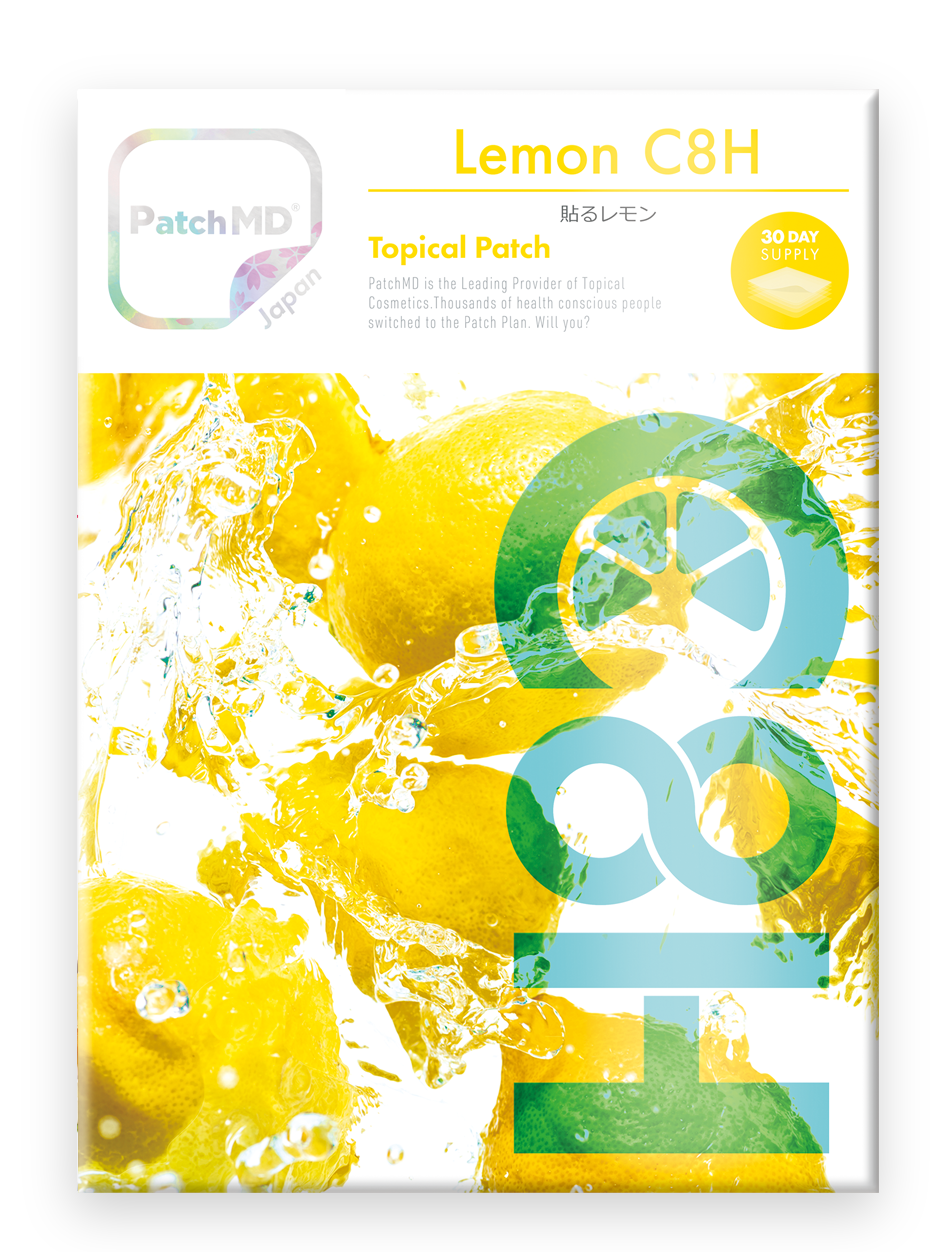 PatchMD®
Japan
Lemon C8H
貼るレモン
Topical Patch
30 DAY
SUPPLY
PatchMD is the Leading Provider of Topical
Cosmetics.Thousands of health conscious people
switched to the Patch Plan. Will you?
C8H